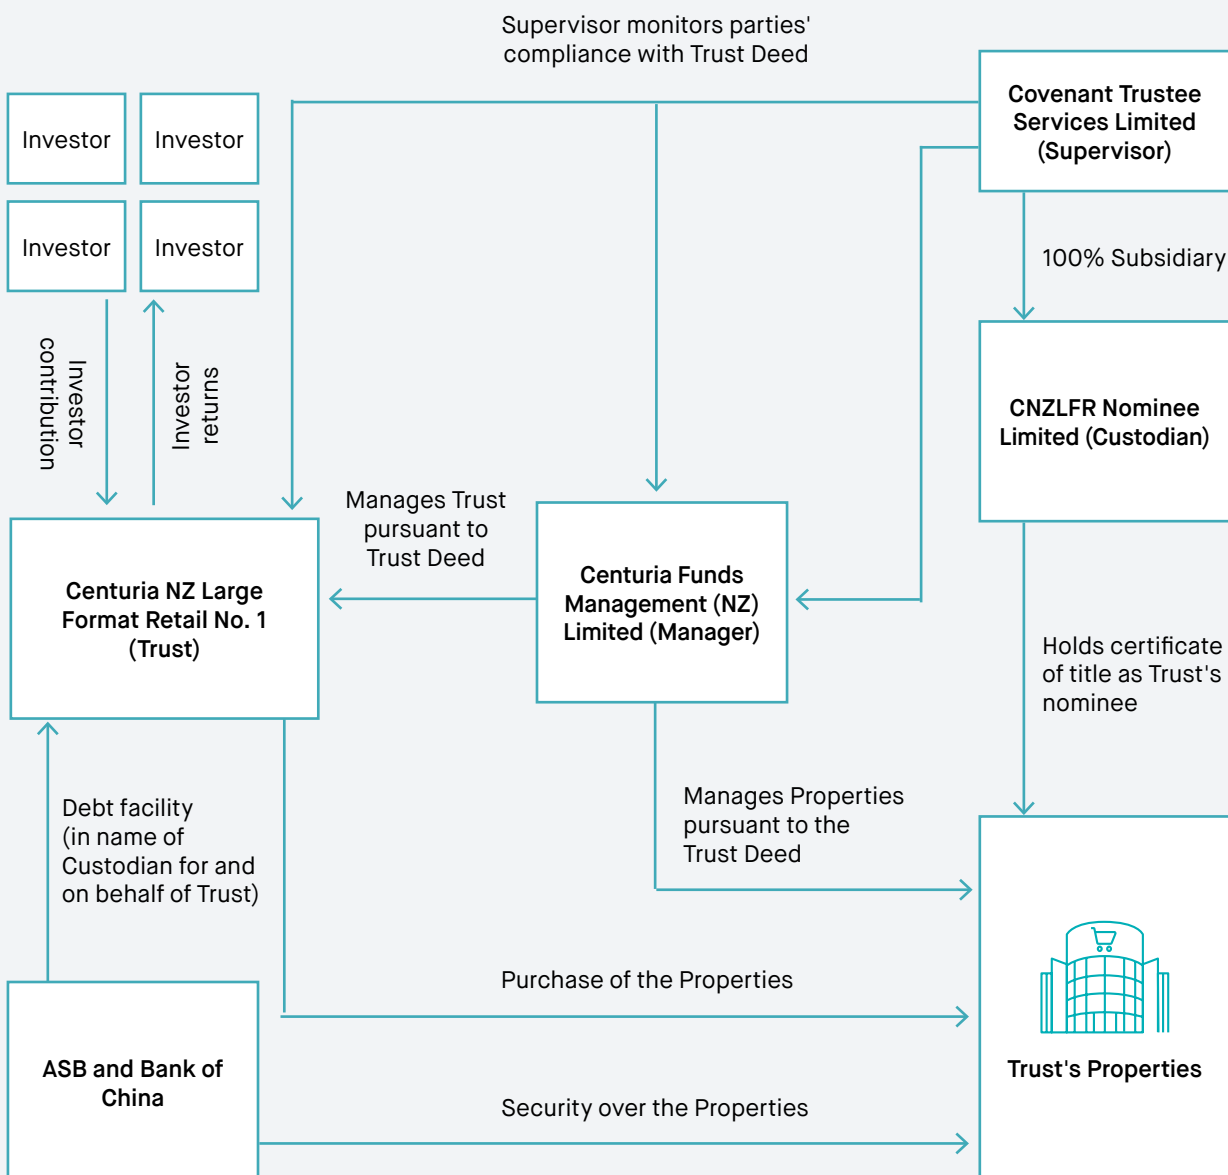 Supervisor monitors parties'
compliance with Trust Deed
Covenant Trustee
Services Limited
(Supervisor)
Investor
Investor
Investor
Investor
100% Subsidiary
Investor
contribution
Investor
returns
CNZLFR Nominee
Limited (Custodian)
Manages Trust
pursuant to
Trust Deed
Centuria NZ Large
Format Retail No. 1
(Trust)
Centuria Funds
Management (NZ)
Limited (Manager)
Holds certificate
of title as Trust's
nominee
Debt facility
(in name of
Custodian for and
on behalf of Trust)
Manages Properties
pursuant to the
Trust Deed
Purchase of the Properties
ASB and Bank of
China
Trust's Properties
Security over the Properties